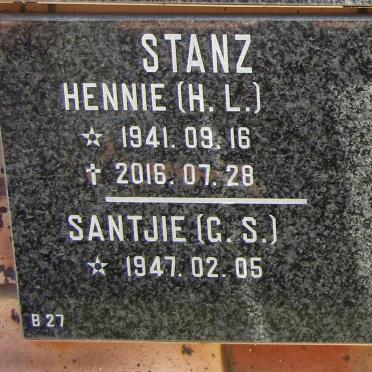 STANZ
HENNIE (H. L.)
☆ 1941. 09. 16
✝ 2016. 07. 28
SANTJIE (G. S.)
☆ 1947. 02. 05
B 27